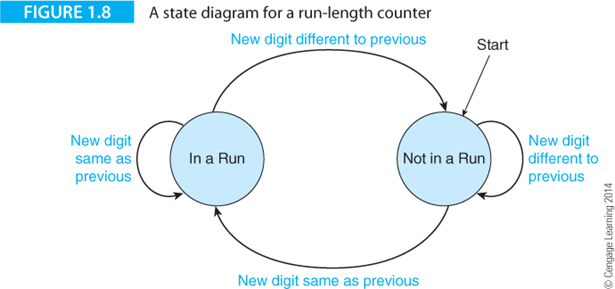 FIGURE 1.8 A state diagram for a run-length counter
New digit different to previous
Start
New digit
same as
previous
In a Run
Not in a Run
New digit
different to
previous
New digit same as previous
© Cengage Learning 2014